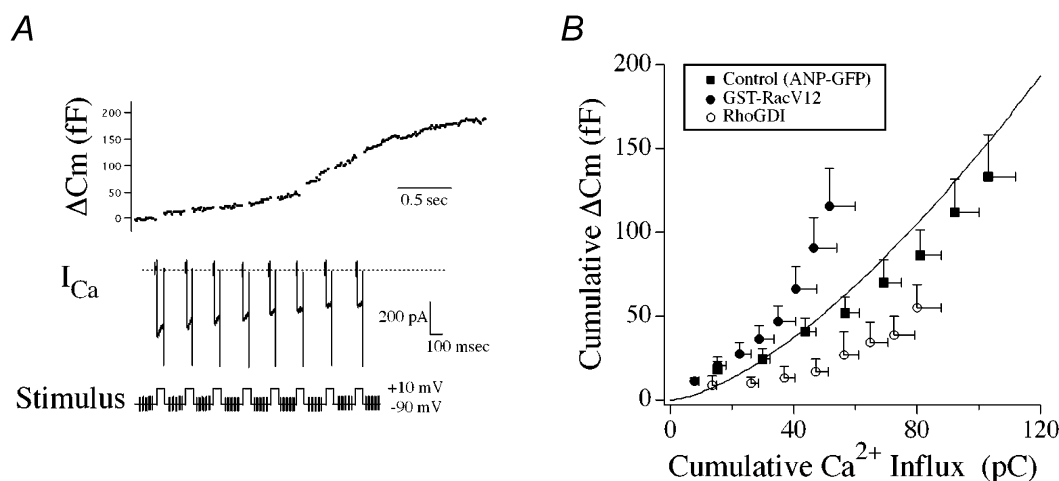 A
ΔCm (fF)
200
150
100
50
0
0.5 sec
I_Ca
200 pA
100 msec
Stimulus
+10 mV
-90 mV
B
Cumulative ΔCm (fF)
200
150
100
50
0
Control (ANP-GFP)
GST-RacV12
RhoGDI
0 40 80 120
Cumulative Ca²⁺ Influx (pC)